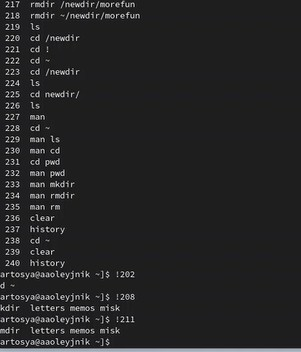 217 rmdir /newdir/morefun
218 rmdir ~/newdir/morefun
219 ls
220 cd /newdir
221 cd !
222 cd ~
223 cd /newdir
224 ls
225 cd newdir/
226 ls
227 man
228 cd ~
229 man ls
230 man cd
231 cd pwd
232 man pwd
233 man mkdir
234 man rmdir
235 man rm
236 clear
237 history
238 cd ~
239 clear
240 history
artosya@aaoleyjnik ~]$ !202
d ~
artosya@aaoleyjnik ~]$ !208
kdir letters memos misk
artosya@aaoleyjnik ~]$ !211
mdir letters memos misk
artosya@aaoleyjnik ~]$